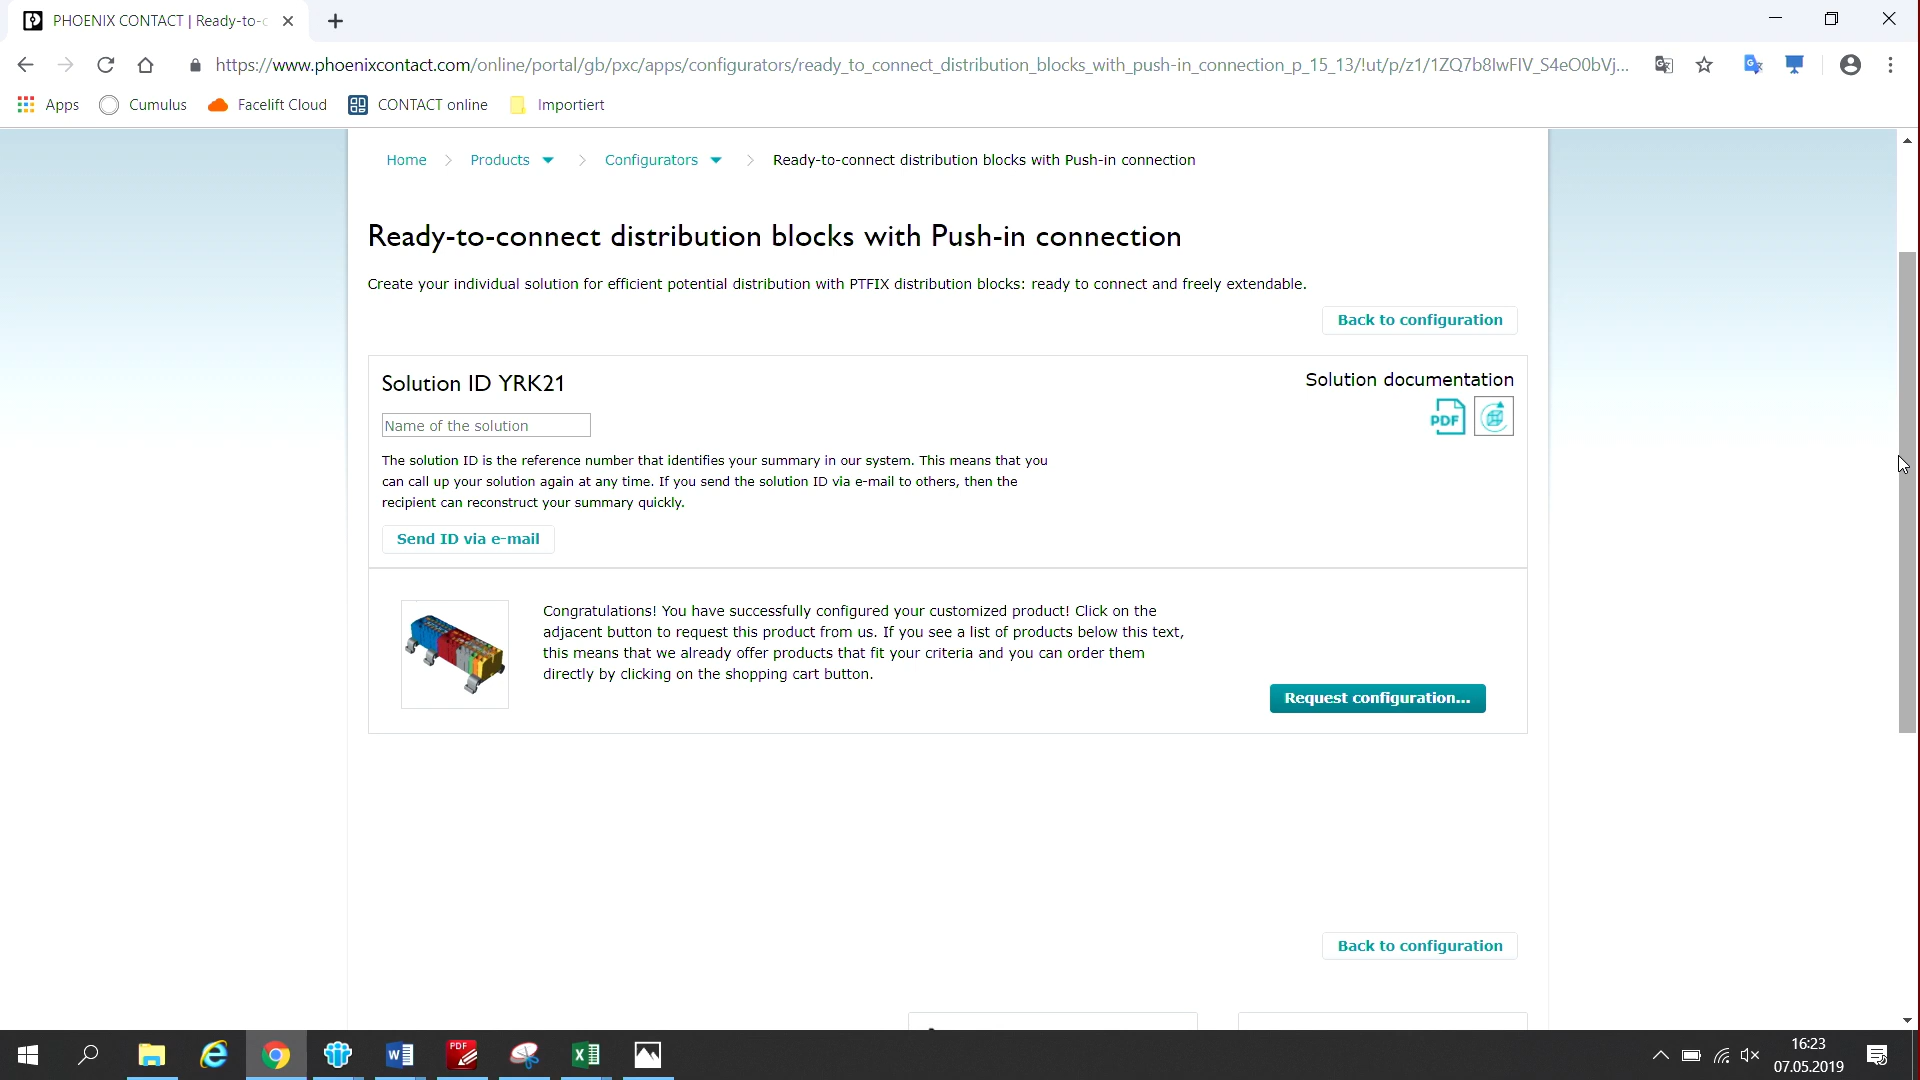 PHOENIX CONTACT | Ready-to-c
https://www.phoenixcontact.com/online/portal/gb/pxc/apps/configurators/ready_to_connect_distribution_blocks_with_push-in_connection_p_15_13/!ut/p/z1/1ZQ7b8IwFIV_S4eO0bVj...
Apps Cumulus Facelift Cloud CONTACT online Importiert
Home Products Configurators Ready-to-connect distribution blocks with Push-in connection
Ready-to-connect distribution blocks with Push-in connection
Create your individual solution for efficient potential distribution with PTFIX distribution blocks: ready to connect and freely extendable.
Back to configuration
Solution ID YRK21
Solution documentation
PDF
Name of the solution
The solution ID is the reference number that identifies your summary in our system. This means that you
can call up your solution again at any time. If you send the solution ID via e-mail to others, then the
recipient can reconstruct your summary quickly.
Send ID via e-mail
Congratulations! You have successfully configured your customized product! Click on the
adjacent button to request this product from us. If you see a list of products below this text,
this means that we already offer products that fit your criteria and you can order them
directly by clicking on the shopping cart button.
Request configuration...
Back to configuration
PDF
16:23
07.05.2019